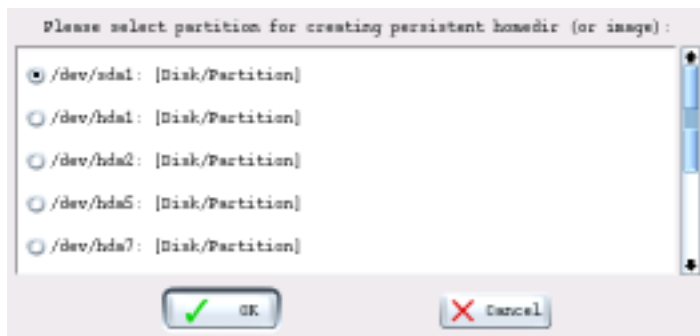 Please select partition for creating persistent homedir (or image):
/dev/sda1: [Disk/Partition]
/dev/hda1: [Disk/Partition]
/dev/hda2: [Disk/Partition]
/dev/hda5: [Disk/Partition]
/dev/hda7: [Disk/Partition]
OK
Cancel